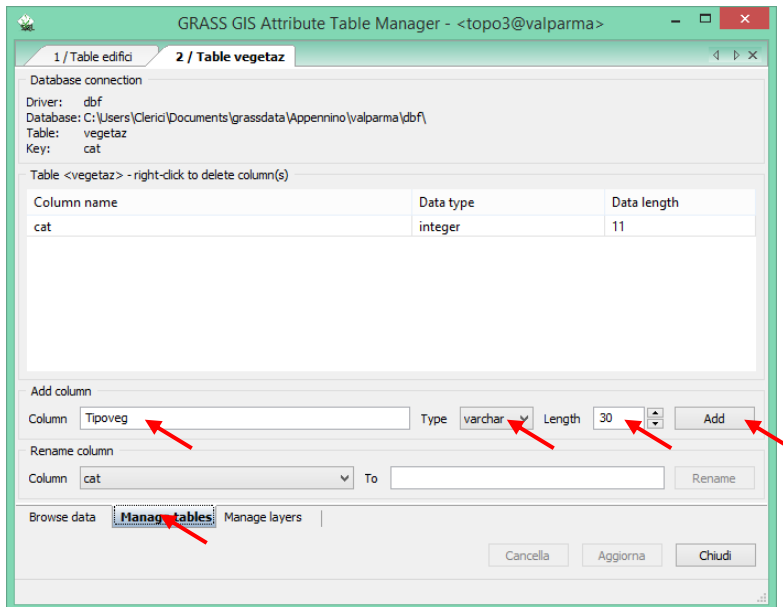 GRASS GIS Attribute Table Manager - <topo3@valparma>
1 / Table edifici 2 / Table vegetaz
Database connection
Driver: dbf
Database: C:\Users\Clerici\Documents\grassdata\Appennino\valparma\dbf\
Table: vegetaz
Key: cat
Table <vegetaz> - right-click to delete column(s)
Column name Data type Data length
cat integer 11
Add column
Column Tipoveg Type varchar Length 30 Add
Rename column
Column cat To Rename
Browse data Manage tables Manage layers
Cancella Aggiorna Chiudi